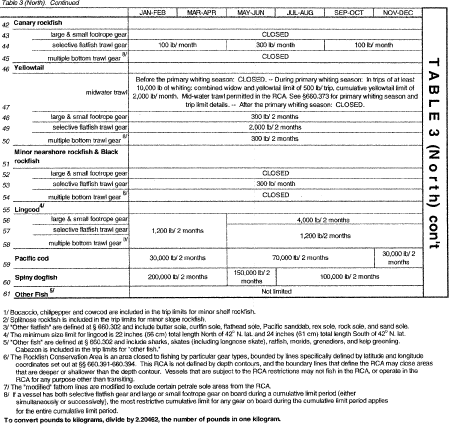 Table 3 (North). Continued
JAN-FEB MAR-APR MAY-JUN JUL-AUG SEP-OCT NOV-DEC
42 Canary rockfish
43 large & small footrope gear CLOSED
44 selective flatfish trawl gear 100 lb/ month 300 lb/ month 100 lb/ month
45 multiple bottom trawl gear 8/ CLOSED
46 Yellowtail
47 midwater trawl
Before the primary whiting season: CLOSED. -- During primary whiting season: In trips of at least
10,000 lb of whiting: combined widow and yellowtail limit of 500 lb/ trip, cumulative yellowtail limit of
2,000 lb/ month. Mid-water trawl permitted in the RCA. See §660.373 for primary whiting season and
trip limit details. -- After the primary whiting season: CLOSED.
48 large & small footrope gear 300 lb/ 2 months
49 selective flatfish trawl gear 2,000 lb/ 2 months
50 multiple bottom trawl gear 8/ 300 lb/ 2 months
51 Minor nearshore rockfish & Black
rockfish
52 large & small footrope gear CLOSED
53 selective flatfish trawl gear 300 lb/ month
54 multiple bottom trawl gear 8/ CLOSED
55 Lingcod 4/
56 large & small footrope gear 1,200 lb/ 2 months 4,000 lb/ 2 months
57 selective flatfish trawl gear 1,200 lb/ 2 months
58 multiple bottom trawl gear 8/
59 Pacific cod 30,000 lb/ 2 months 70,000 lb/ 2 months 30,000 lb/ 2 months
60 Spiny dogfish 200,000 lb/ 2 months 150,000 lb/ 2 months 100,000 lb/ 2 months
61 Other Fish 5/ Not limited
TABLE 3 (North) con't
1/ Bocaccio, chilipepper and cowcod are included in the trip limits for minor shelf rockfish.
2/ Splitnose rockfish is included in the trip limits for minor slope rockfish.
3/ "Other flatfish" are defined at § 660.302 and include butter sole, curlfin sole, flathead sole, Pacific sanddab, rex sole, rock sole, and sand sole.
4/ The minimum size limit for lingcod is 22 inches (56 cm) total length North of 42° N. lat. and 24 inches (61 cm) total length South of 42° N. lat.
5/ "Other fish" are defined at § 660.302 and include sharks, skates (including longnose skate), ratfish, morids, grenadiers, and kelp greenling.
Cabezon is included in the trip limits for "other fish."
6/ The Rockfish Conservation Area is an area closed to fishing by particular gear types, bounded by lines specifically defined by latitude and longitude
coordinates set out at §§ 660.391-660.394. This RCA is not defined by depth contours, and the boundary lines that define the RCA may close areas
that are deeper or shallower than the depth contour. Vessels that are subject to the RCA restrictions may not fish in the RCA, or operate in the
RCA for any purpose other than transiting.
7/ The "modified" fathom lines are modified to exclude certain petrale sole areas from the RCA.
8/ If a vessel has both selective flatfish gear and large or small footrope gear on board during a cumulative limit period (either
simultaneously or successively), the most restrictive cumulative limit for any gear on board during the cumulative limit period applies
for the entire cumulative limit period.
To convert pounds to kilograms, divide by 2.20462, the number of pounds in one kilogram.